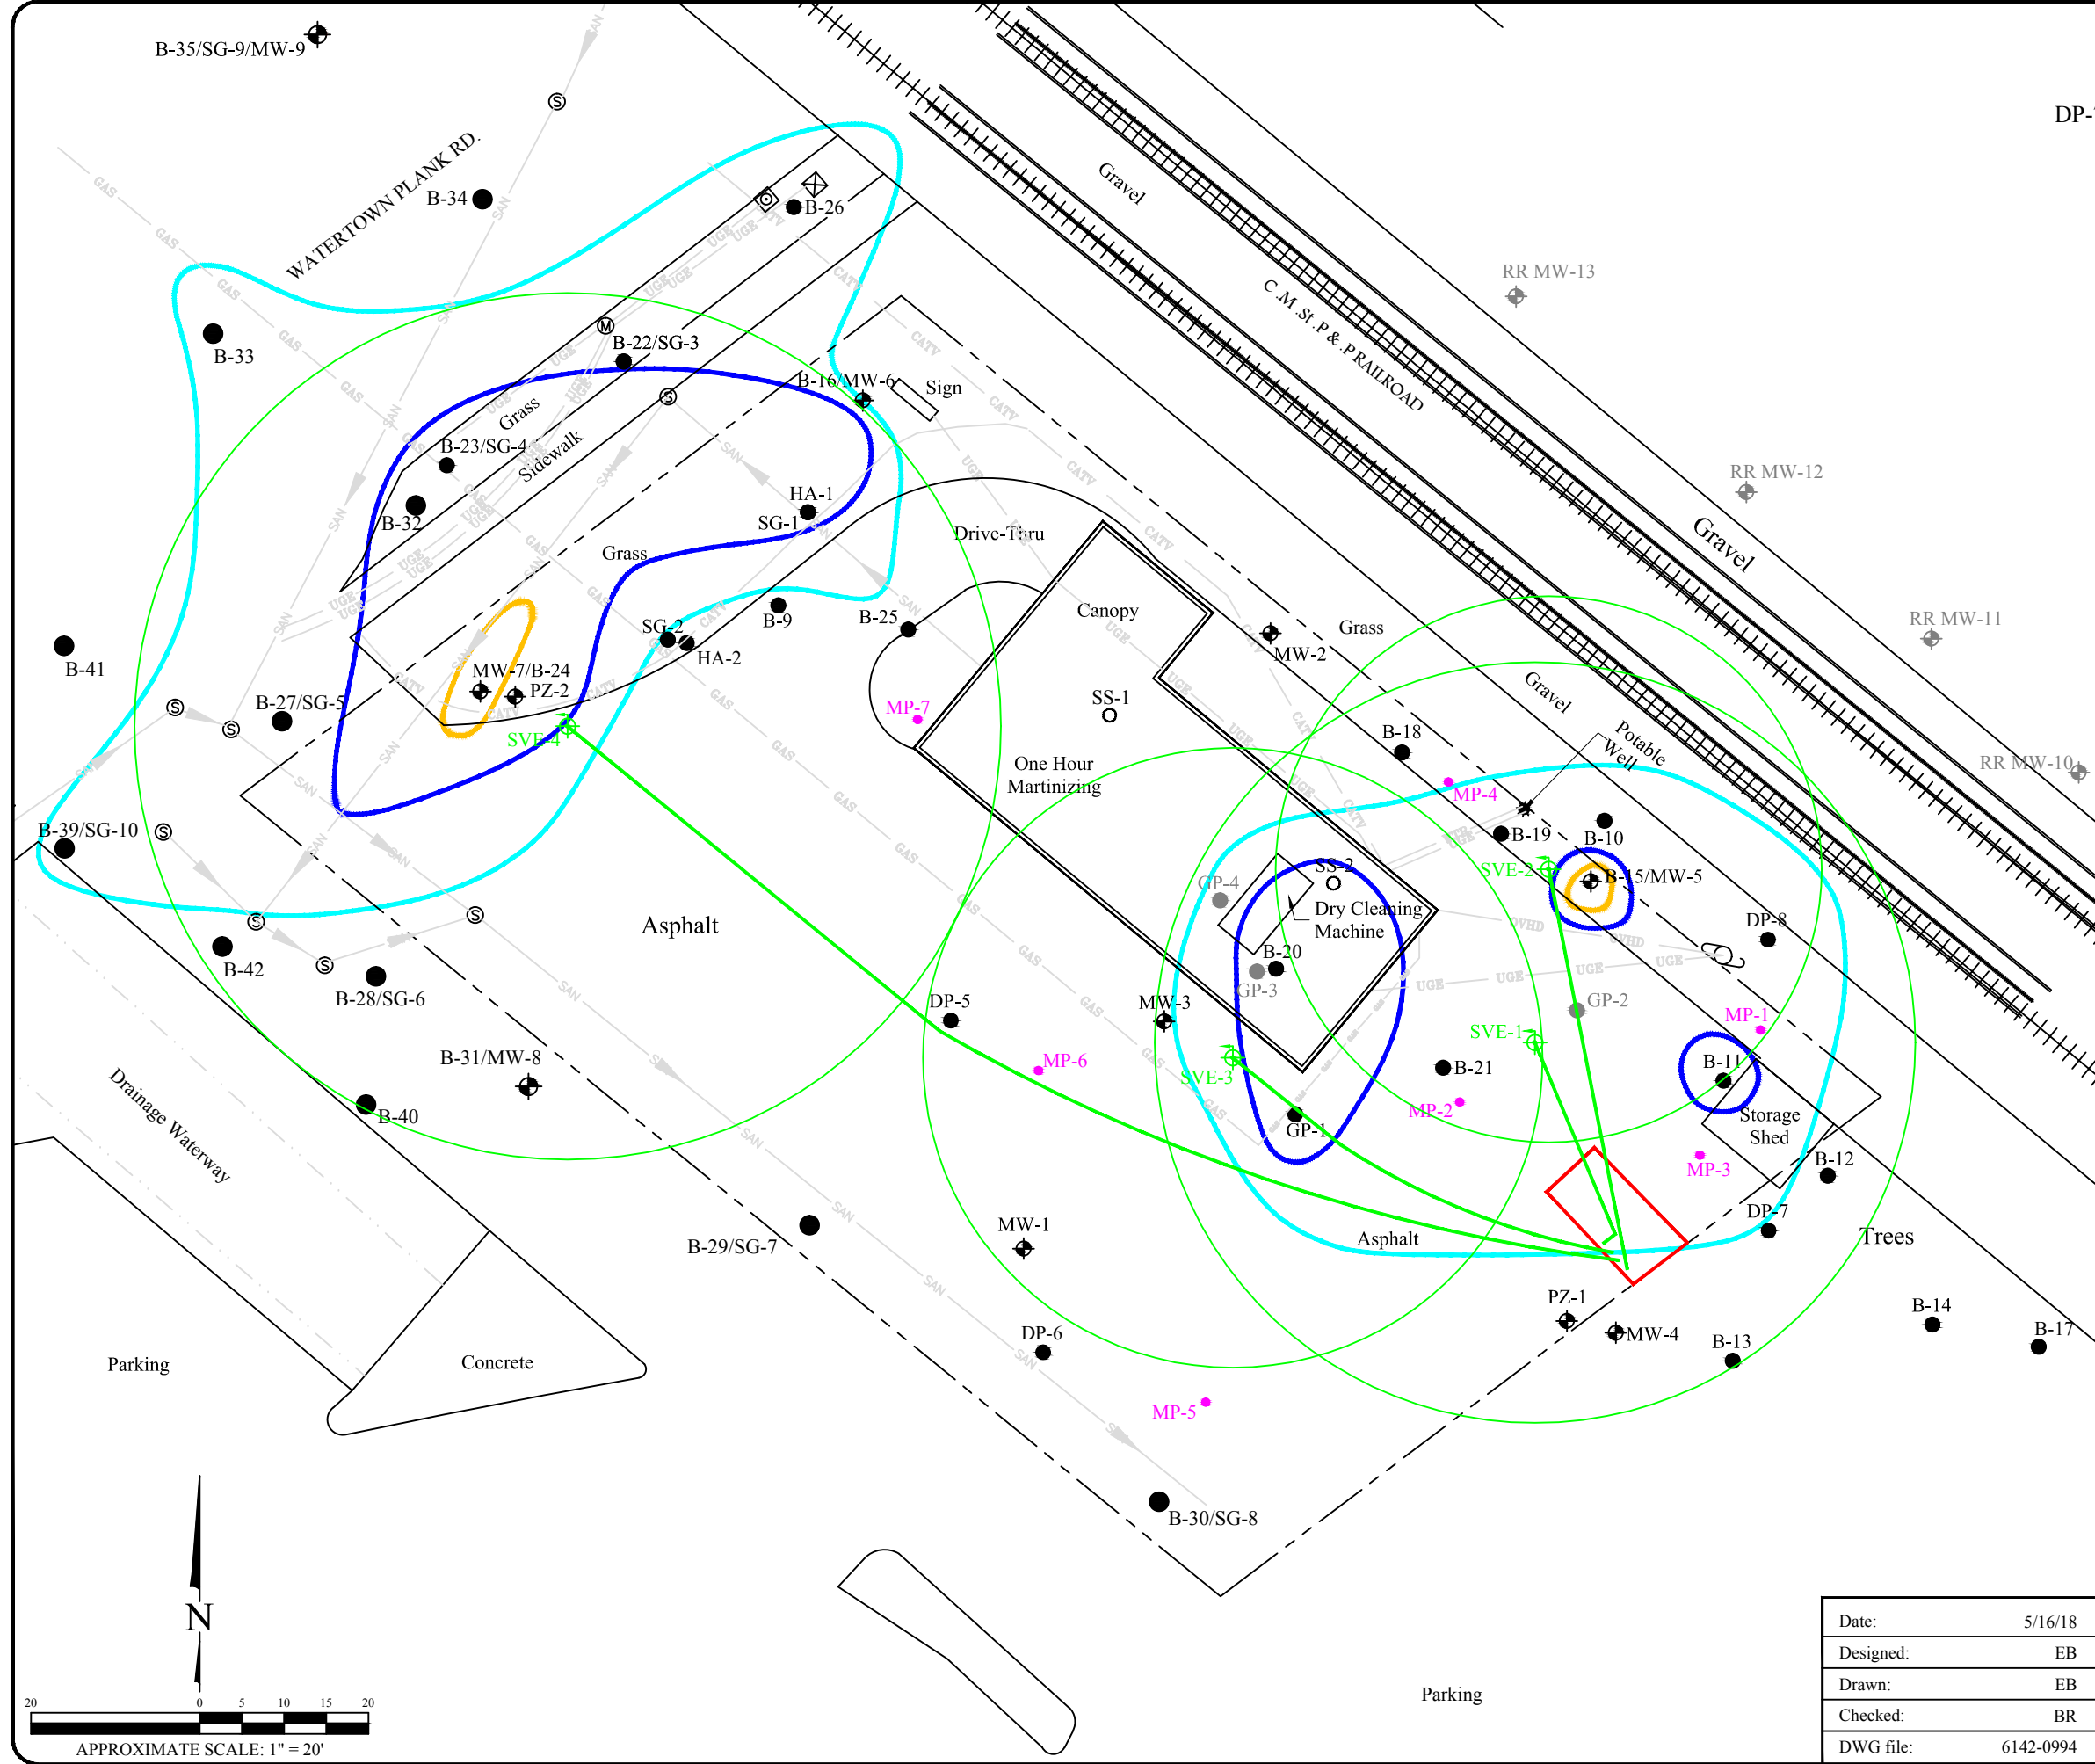 B-35/SG-9/MW-9
DP-
WATERTOWN PLANK RD.
B-34
B-26
Gravel
RR MW-13
C.M.St.P.& P.RAILROAD
B-33
B-22/SG-3
B-16/MW-6
Sign
Grass
Sidewalk
B-23/SG-4
B-32
HA-1
SG-1
Grass
Drive-Thru
RR MW-12
Gravel
RR MW-11
RR MW-10
Canopy
Grass
MW-2
B-9
B-25
SG-2
HA-2
B-41
MW-7/B-24
PZ-2
B-27/SG-5
SVE-4
MP-7
SS-1
Gravel
B-18
Potable
Well
MP-4
One Hour
Martinizing
B-19
B-10
B-39/SG-10
SS-2
SVE-2
B-15/MW-5
GP-4
Dry Cleaning
Machine
DP-8
Asphalt
B-42
B-28/SG-6
B-20
GP-3
GP-2
DP-5
MW-3
SVE-1
MP-1
B-31/MW-8
MP-6
SVE-3
B-21
B-11
MP-2
Storage
Shed
B-40
GP-1
MP-3
B-12
Drainage Waterway
B-29/SG-7
MW-1
Asphalt
DP-7
Trees
PZ-1
MW-4
B-13
B-14
B-17
DP-6
Parking
Concrete
MP-5
B-30/SG-8
Parking
GAS
SAN
UGE
CATV
OVHD
S
M
N
20 0 5 10 15 20
APPROXIMATE SCALE: 1" = 20'
Date: 5/16/18
Designed: EB
Drawn: EB
Checked: BR
DWG file: 6142-0994